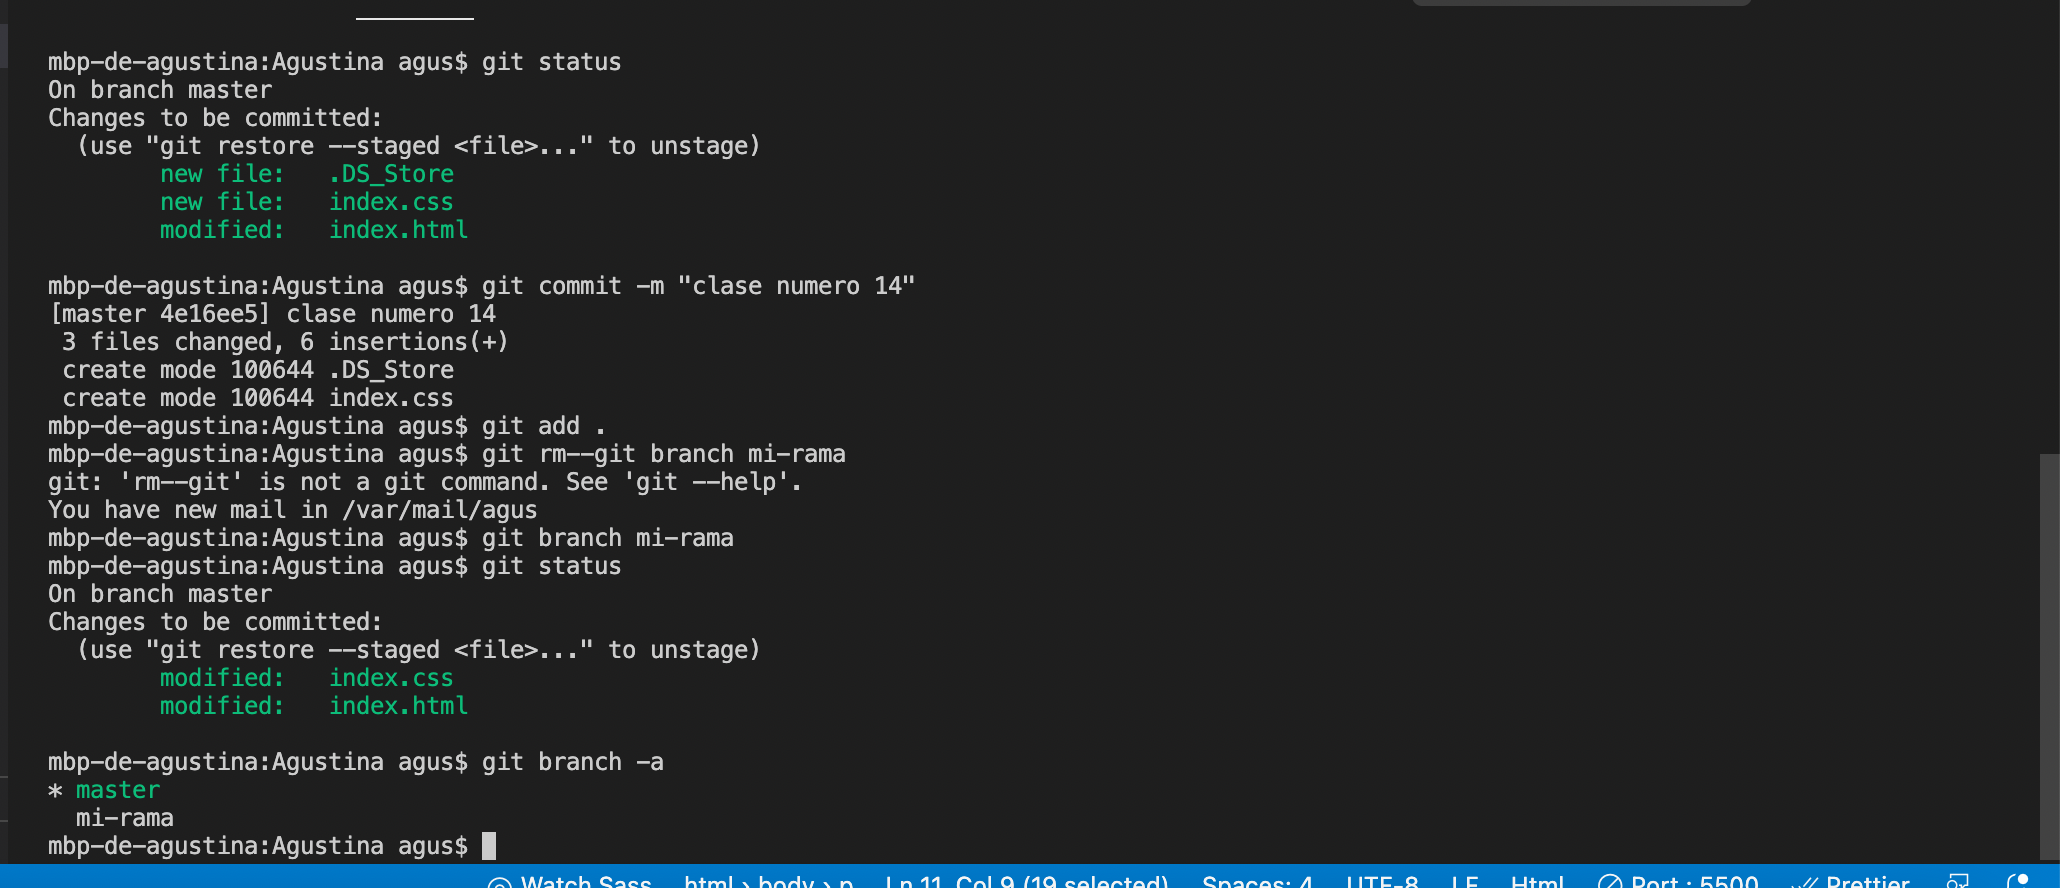 mbp-de-agustina:Agustina agus$ git status
On branch master
Changes to be committed:
  (use "git restore --staged <file>..." to unstage)
        new file:   .DS_Store
        new file:   index.css
        modified:   index.html
mbp-de-agustina:Agustina agus$ git commit -m "clase numero 14"
[master 4e16ee5] clase numero 14
 3 files changed, 6 insertions(+)
 create mode 100644 .DS_Store
 create mode 100644 index.css
mbp-de-agustina:Agustina agus$ git add .
mbp-de-agustina:Agustina agus$ git rm--git branch mi-rama
git: 'rm--git' is not a git command. See 'git --help'.
You have new mail in /var/mail/agus
mbp-de-agustina:Agustina agus$ git branch mi-rama
mbp-de-agustina:Agustina agus$ git status
On branch master
Changes to be committed:
  (use "git restore --staged <file>..." to unstage)
        modified:   index.css
        modified:   index.html
mbp-de-agustina:Agustina agus$ git branch -a
* master
  mi-rama
mbp-de-agustina:Agustina agus$
Watch Sass html › body › p Ln 11, Col 9 (19 selected) Spaces: 4 UTF-8 LF Html Port : 5500 Prettier